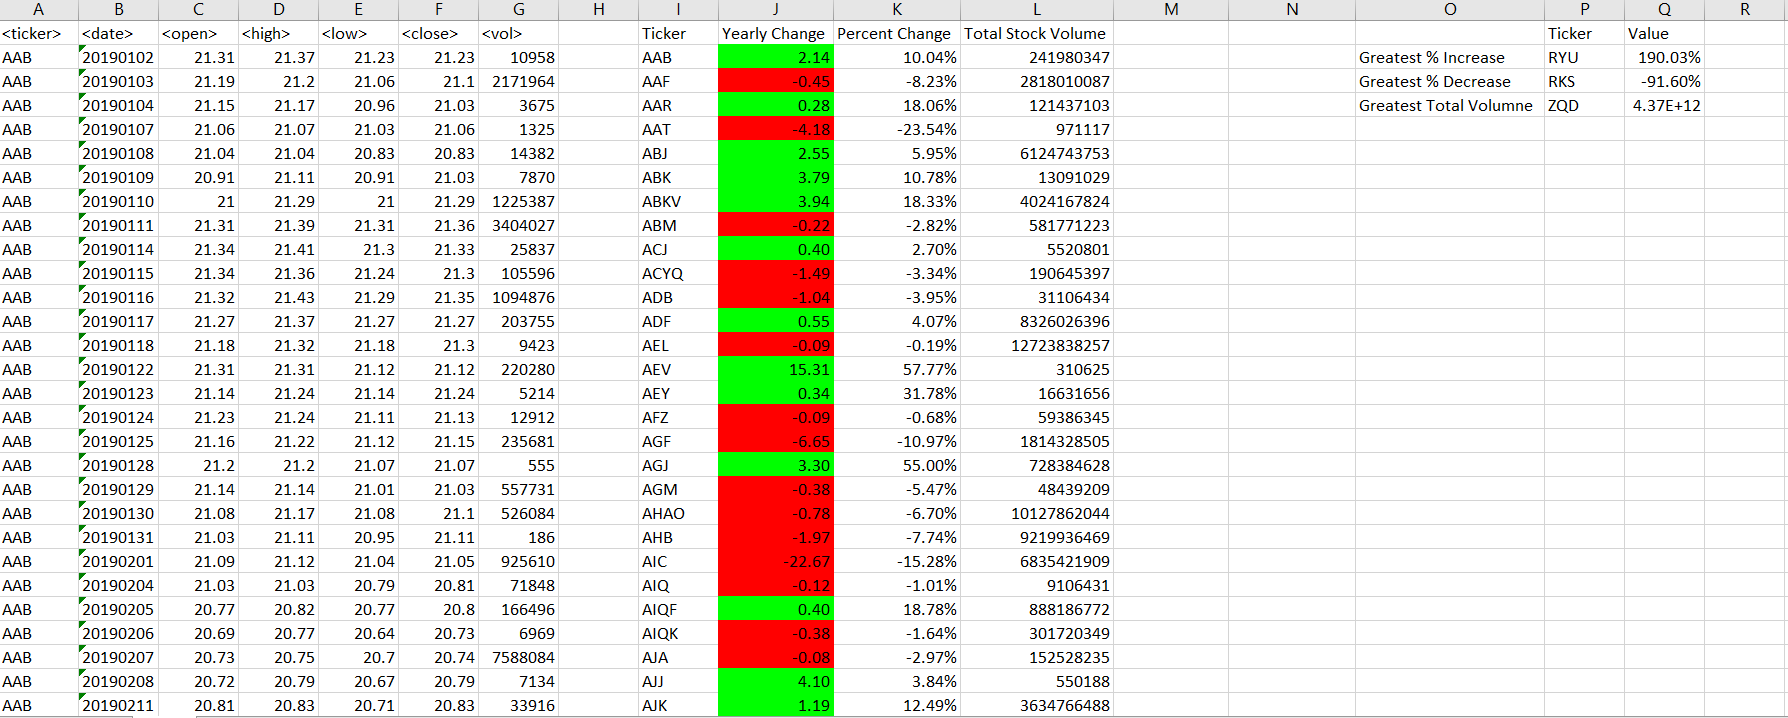 A B C D E F G H I J K L M N O P Q R
<ticker> <date> <open> <high> <low> <close> <vol> Ticker Yearly Change Percent Change Total Stock Volume Ticker Value
AAB 20190102 21.31 21.37 21.23 21.23 10958 AAB 2.14 10.04% 241980347 Greatest % Increase RYU 190.03%
AAB 20190103 21.19 21.2 21.06 21.1 2171964 AAF -0.45 -8.23% 2818010087 Greatest % Decrease RKS -91.60%
AAB 20190104 21.15 21.17 20.96 21.03 3675 AAR 0.28 18.06% 121437103 Greatest Total Volumne ZQD 4.37E+12
AAB 20190107 21.06 21.07 21.03 21.06 1325 AAT -4.18 -23.54% 971117
AAB 20190108 21.04 21.04 20.83 20.83 14382 ABJ 2.55 5.95% 6124743753
AAB 20190109 20.91 21.11 20.91 21.03 7870 ABK 3.79 10.78% 13091029
AAB 20190110 21 21.29 21 21.29 1225387 ABKV 3.94 18.33% 4024167824
AAB 20190111 21.31 21.39 21.31 21.36 3404027 ABM -0.22 -2.82% 581771223
AAB 20190114 21.34 21.41 21.3 21.33 25837 ACJ 0.40 2.70% 5520801
AAB 20190115 21.34 21.36 21.24 21.3 105596 ACYQ -1.49 -3.34% 190645397
AAB 20190116 21.32 21.43 21.29 21.35 1094876 ADB -1.04 -3.95% 31106434
AAB 20190117 21.27 21.37 21.27 21.27 203755 ADF 0.55 4.07% 8326026396
AAB 20190118 21.18 21.32 21.18 21.3 9423 AEL -0.09 -0.19% 12723838257
AAB 20190122 21.31 21.31 21.12 21.12 220280 AEV 15.31 57.77% 310625
AAB 20190123 21.14 21.24 21.14 21.24 5214 AEY 0.34 31.78% 16631656
AAB 20190124 21.23 21.24 21.11 21.13 12912 AFZ -0.09 -0.68% 59386345
AAB 20190125 21.16 21.22 21.12 21.15 235681 AGF -6.65 -10.97% 1814328505
AAB 20190128 21.2 21.2 21.07 21.07 555 AGJ 3.30 55.00% 728384628
AAB 20190129 21.14 21.14 21.01 21.03 557731 AGM -0.38 -5.47% 48439209
AAB 20190130 21.08 21.17 21.08 21.1 526084 AHAO -0.78 -6.70% 10127862044
AAB 20190131 21.03 21.11 20.95 21.11 186 AHB -1.97 -7.74% 9219936469
AAB 20190201 21.09 21.12 21.04 21.05 925610 AIC -22.67 -15.28% 6835421909
AAB 20190204 21.03 21.03 20.79 20.81 71848 AIQ -0.12 -1.01% 9106431
AAB 20190205 20.77 20.82 20.77 20.8 166496 AIQF 0.40 18.78% 888186772
AAB 20190206 20.69 20.77 20.64 20.73 6969 AIQK -0.38 -1.64% 301720349
AAB 20190207 20.73 20.75 20.7 20.74 7588084 AJA -0.08 -2.97% 152528235
AAB 20190208 20.72 20.79 20.67 20.79 7134 AJJ 4.10 3.84% 550188
AAB 20190211 20.81 20.83 20.71 20.83 33916 AJK 1.19 12.49% 3634766488